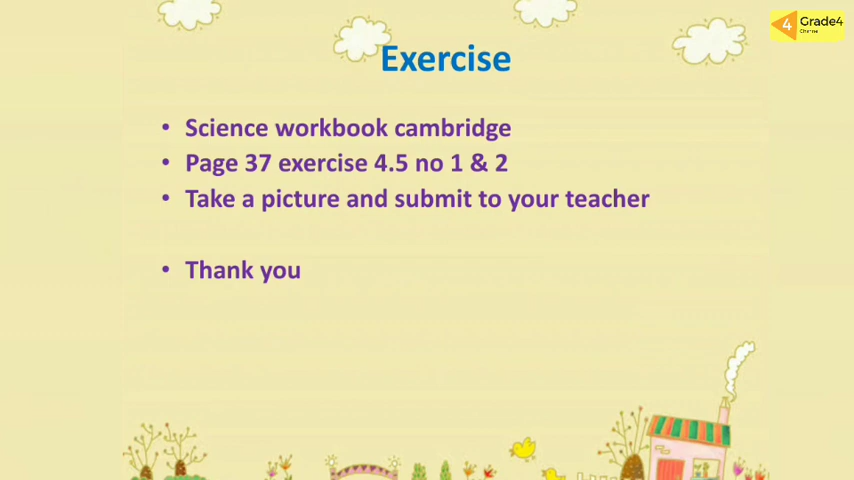 4 Grade4
Exercise
• Science workbook cambridge
• Page 37 exercise 4.5 no 1 & 2
• Take a picture and submit to your teacher
• Thank you